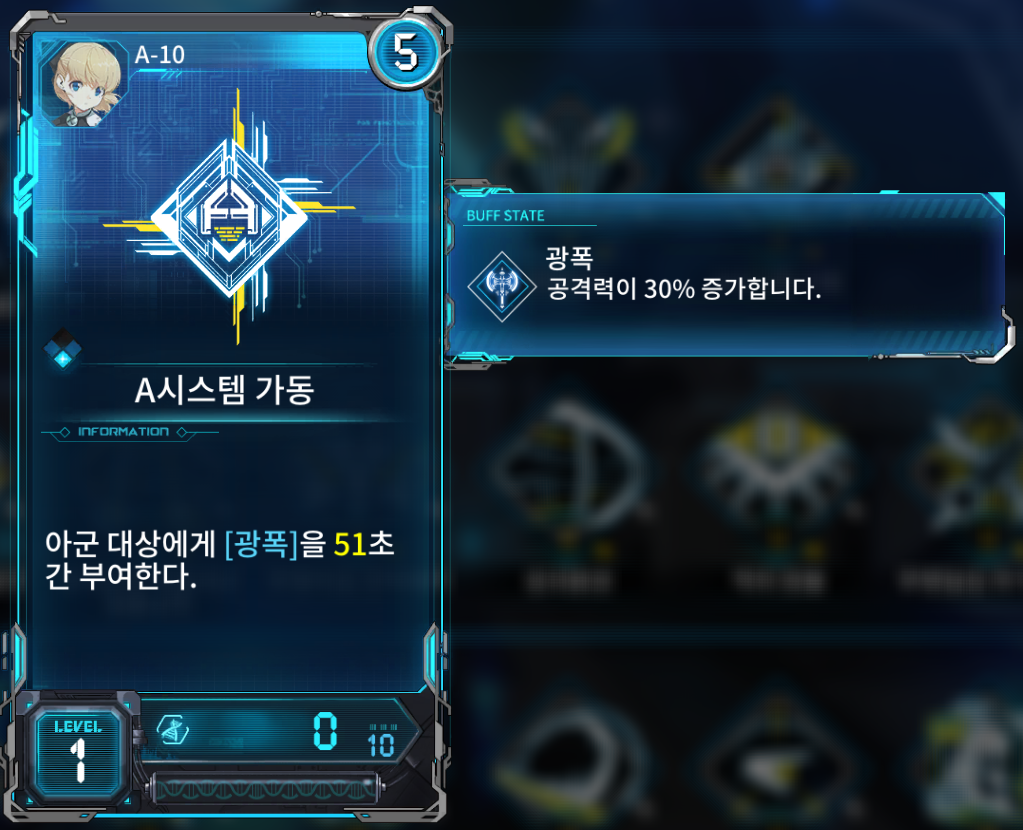 A-10
5
A시스템 가동
INFORMATION
아군 대상에게 [광폭]을 51초
간 부여한다.
LEVEL
1
0
10
BUFF STATE
광폭
공격력이 30% 증가합니다.